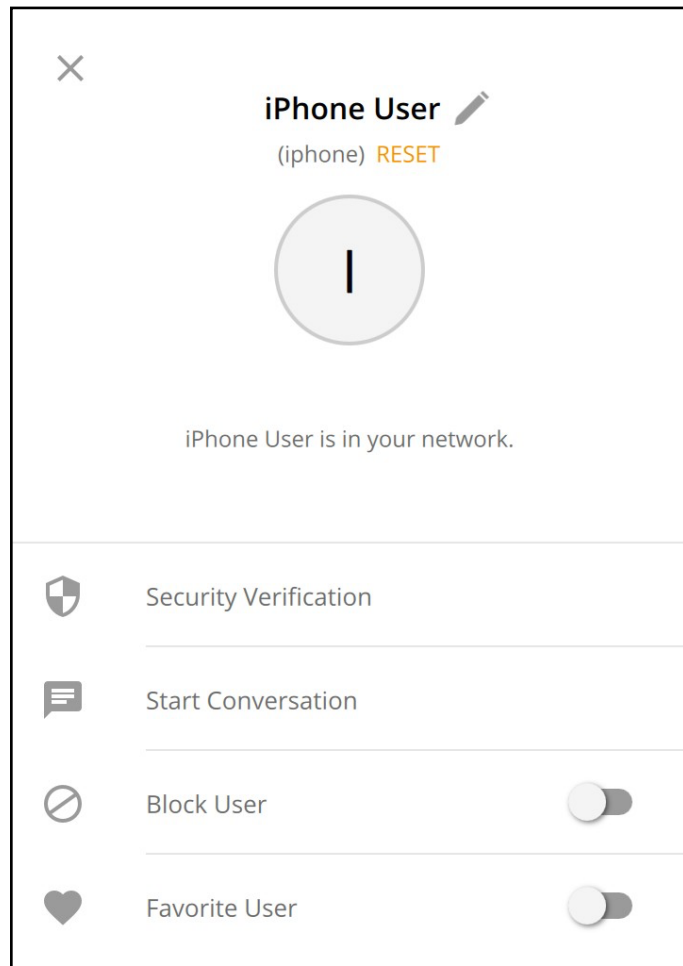 iPhone User
(iphone) RESET
I
iPhone User is in your network.
Security Verification
Start Conversation
Block User
Favorite User